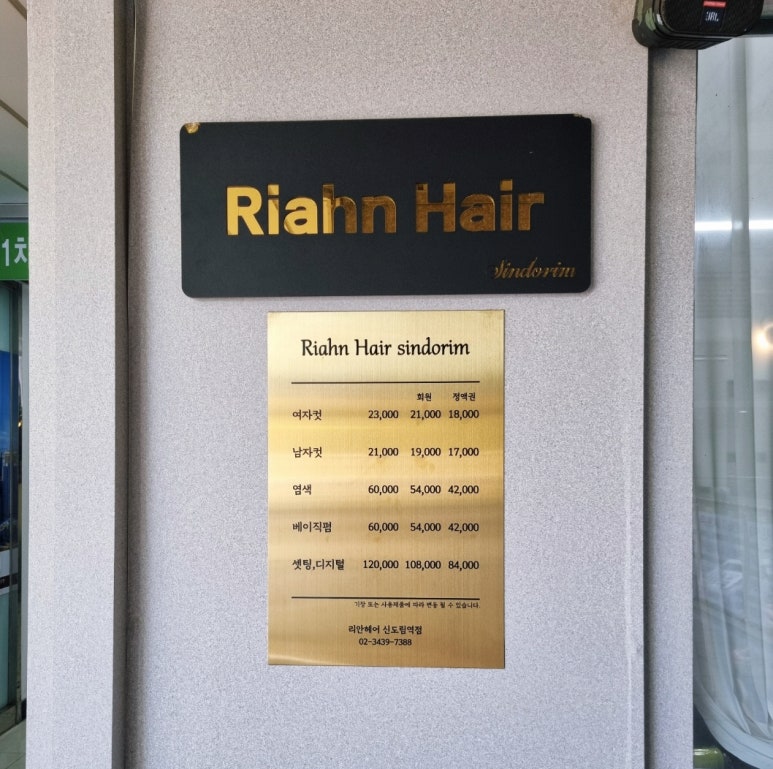 JBL
Riahn Hair
Sindorim
1차
Riahn Hair sindorim
회원 정액권
여자컷 23,000 21,000 18,000
남자컷 21,000 19,000 17,000
염색 60,000 54,000 42,000
베이직펌 60,000 54,000 42,000
셋팅,디지털 120,000 108,000 84,000
기장 또는 사용제품에 따라 변동 될 수 있습니다.
리안헤어 신도림역점
02-3439-7388